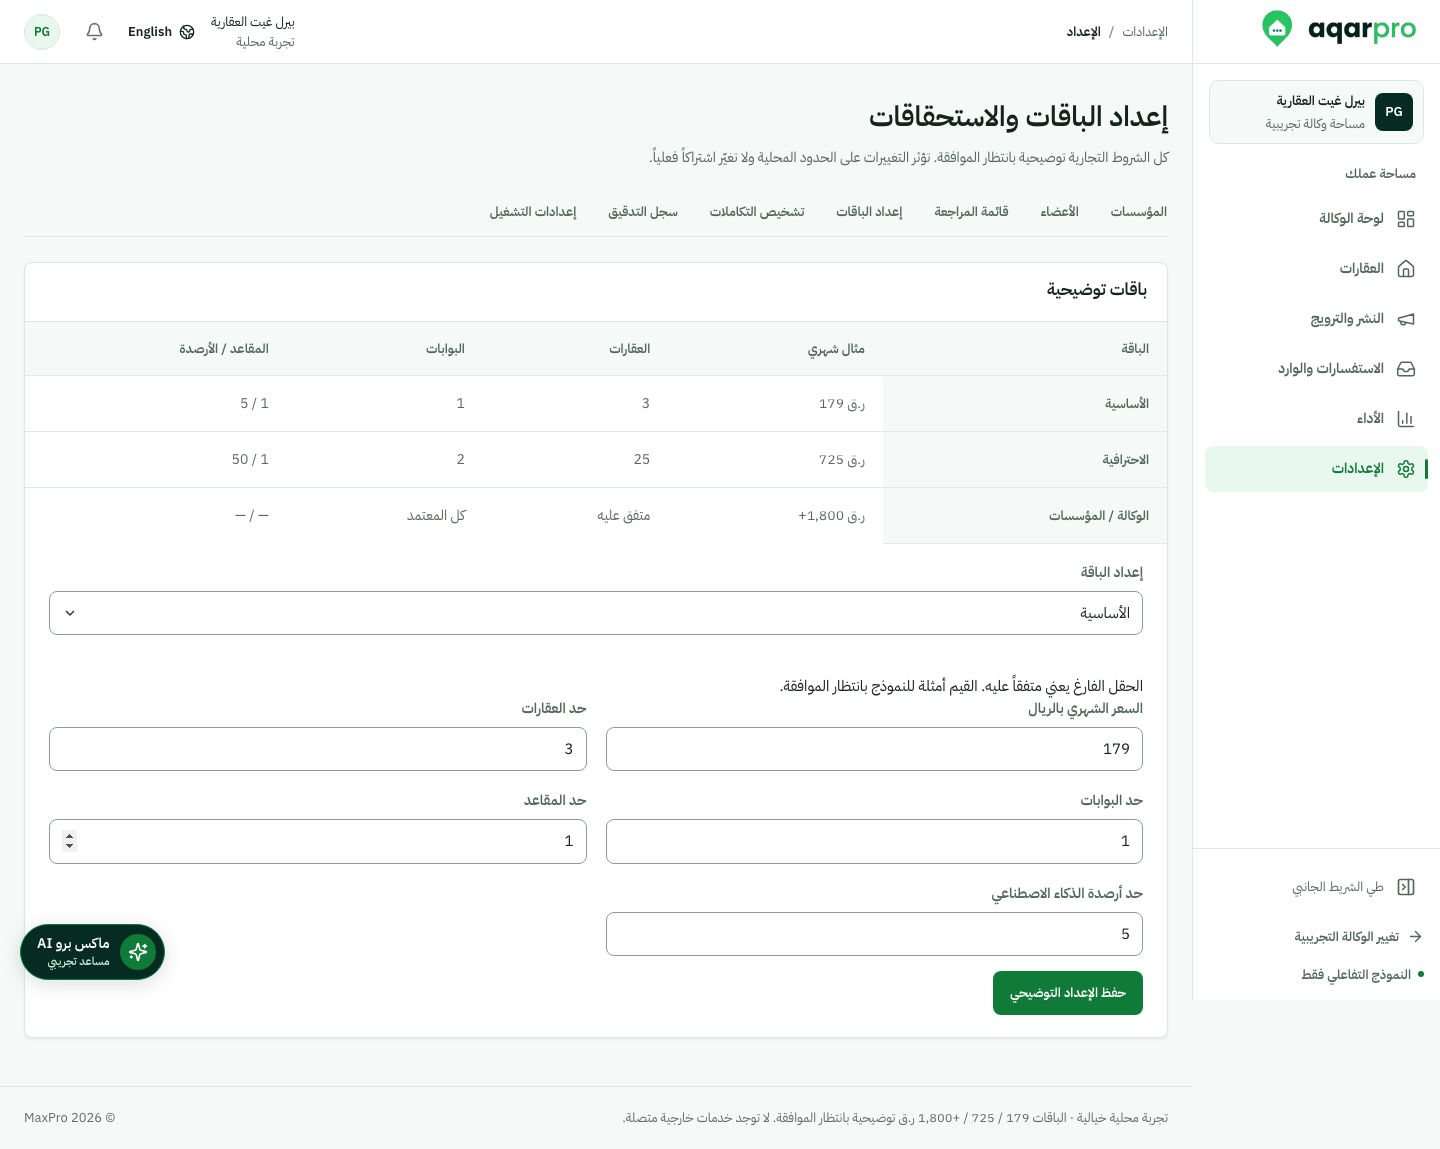 aqarpro
الإعدادات / الإعداد
بيرل غيت العقارية
تجربة محلية
English
PG
PG
بيرل غيت العقارية
مساحة وكالة تجريبية
مساحة عملك
لوحة الوكالة
العقارات
النشر والترويج
الاستفسارات والوارد
الأداء
الإعدادات
طي الشريط الجانبي
تغيير الوكالة التجريبية
النموذج التفاعلي فقط
إعداد الباقات والاستحقاقات
كل الشروط التجارية توضيحية بانتظار الموافقة. تؤثر التغييرات على الحدود المحلية ولا تغيّر اشتراكاً فعلياً.
المؤسسات الأعضاء قائمة المراجعة إعداد الباقات تشخيص التكاملات سجل التدقيق إعدادات التشغيل
باقات توضيحية
الباقة مثال شهري العقارات البوابات المقاعد / الأرصدة
الأساسية 179 ر.ق 3 1 1 / 5
الاحترافية 725 ر.ق 25 2 1 / 50
الوكالة / المؤسسات 1,800+ ر.ق متفق عليه كل المعتمد — / —
إعداد الباقة
الأساسية
الحقل الفارغ يعني متفقاً عليه. القيم أمثلة للنموذج بانتظار الموافقة.
السعر الشهري بالريال حد العقارات
179 3
حد البوابات حد المقاعد
1 1
حد أرصدة الذكاء الاصطناعي
5
حفظ الإعداد التوضيحي
ماكس برو AI
مساعد تجريبي
تجربة محلية خيالية · الباقات 179 / 725 / 1,800+ ر.ق توضيحية بانتظار الموافقة. لا توجد خدمات خارجية متصلة.
© 2026 MaxPro